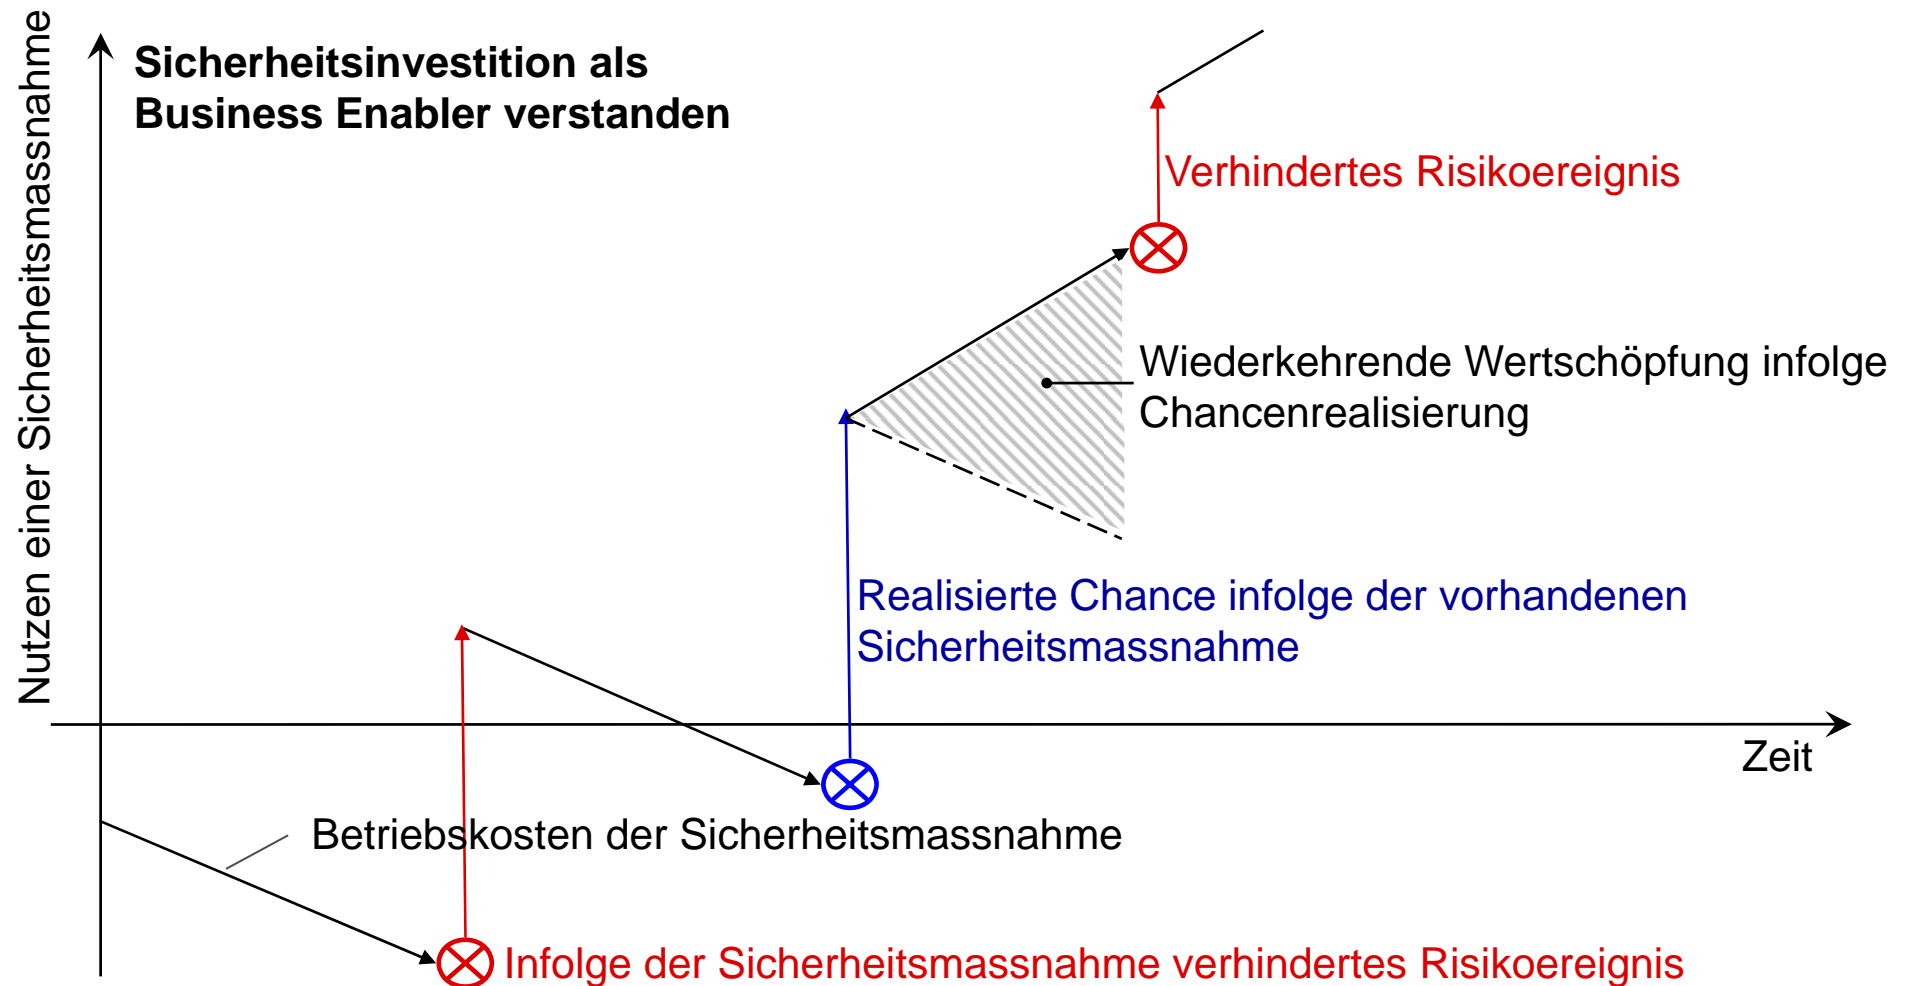 Nutzen einer Sicherheitsmassnahme
Sicherheitsinvestition als
Business Enabler verstanden
Verhindertes Risikoereignis
Wiederkehrende Wertschöpfung infolge
Chancenrealisierung
Realisierte Chance infolge der vorhandenen
Sicherheitsmassnahme
Zeit
Betriebskosten der Sicherheitsmassnahme
Infolge der Sicherheitsmassnahme verhindertes Risikoereignis